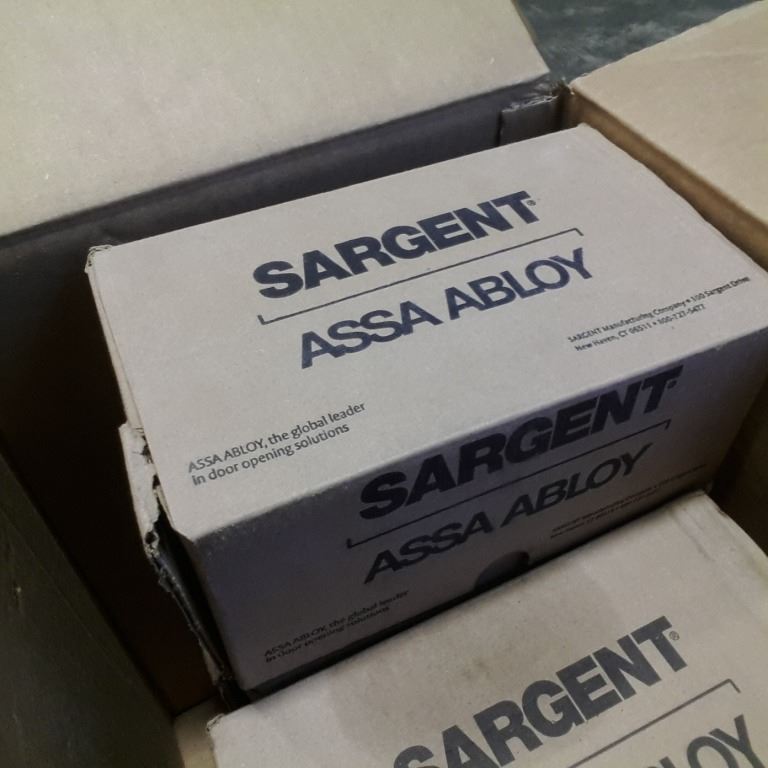 SARGENT®
ASSA ABLOY
SARGENT Manufacturing Company • 100 Sargent Drive
New Haven, CT 06511 • 800-727-5477
ASSA ABLOY, the global leader
in door opening solutions
SARGENT
ASSA ABLOY
ASSA ABLOY, the global leader
in door opening solutions
SARGENT®